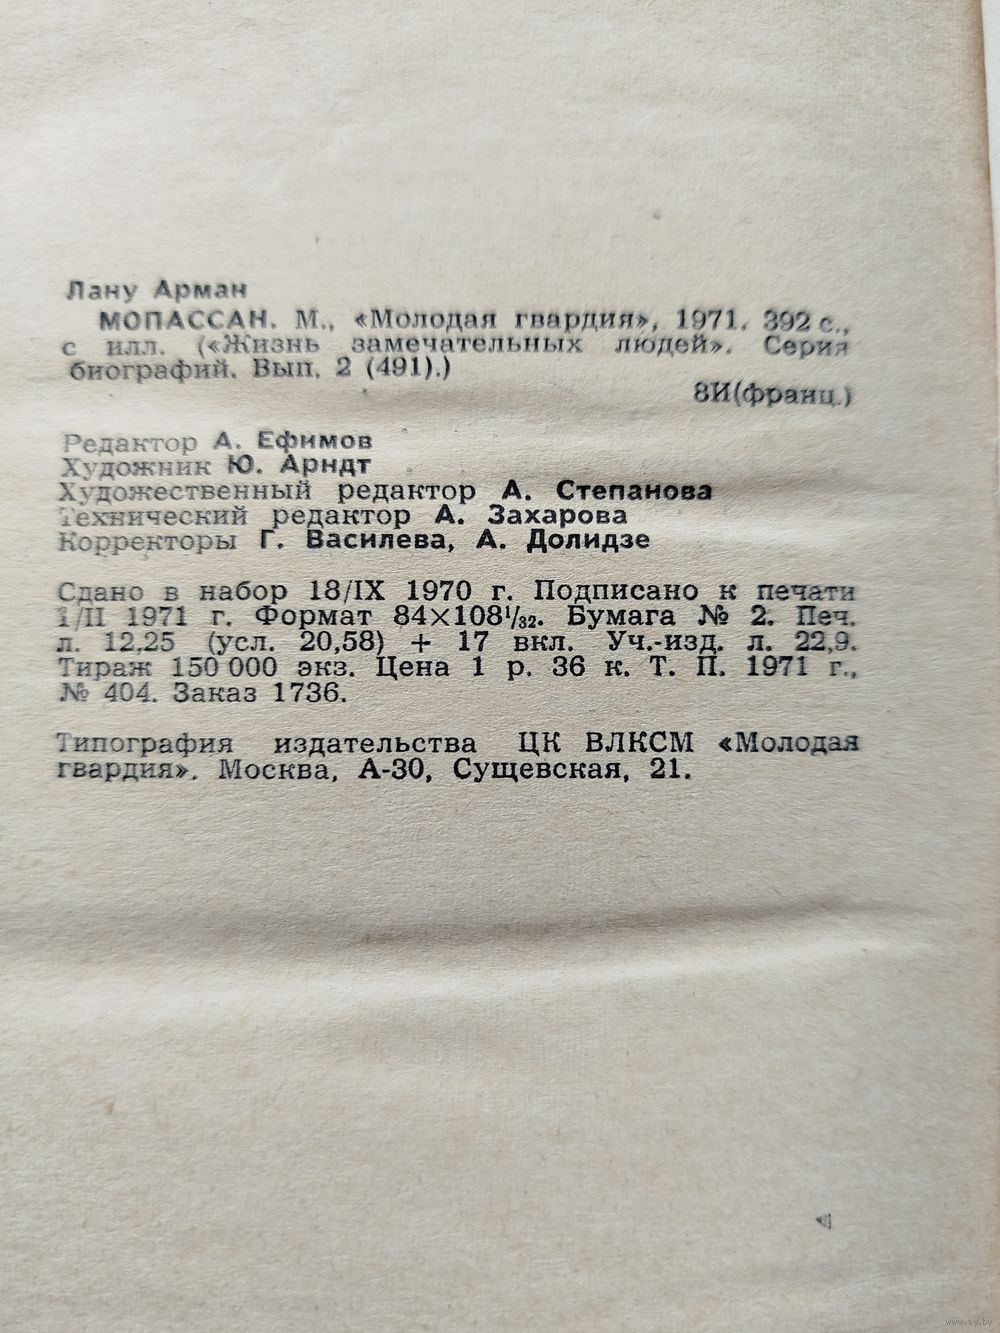 Лану Арман
МОПАССАН. М., «Молодая гвардия», 1971. 392 с.,
с илл. («Жизнь замечательных людей». Серия
биографий. Вып. 2 (491).)
8И(франц.)
Редактор А. Ефимов
Художник Ю. Арндт
Художественный редактор А. Степанова
Технический редактор А. Захарова
Корректоры Г. Василева, А. Долидзе
Сдано в набор 18/IX 1970 г. Подписано к печати
1/II 1971 г. Формат 84×108¹/₃₂. Бумага № 2. Печ.
л. 12,25 (усл. 20,58) + 17 вкл. Уч.-изд. л. 22,9.
Тираж 150 000 экз. Цена 1 р. 36 к. Т. П. 1971 г.,
№ 404. Заказ 1736.
Типография издательства ЦК ВЛКСМ «Молодая
гвардия». Москва, А-30, Сущевская, 21.
www.ay.by